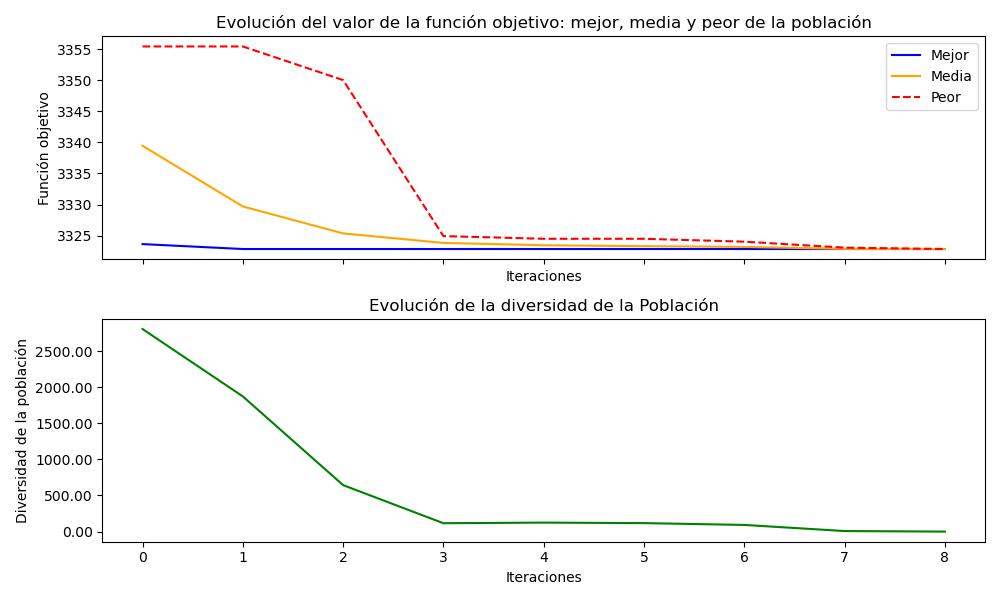 Evolución del valor de la función objetivo: mejor, media y peor de la población
Función objetivo
3355
3350
3345
3340
3335
3330
3325
Mejor
Media
Peor
Iteraciones
Evolución de la diversidad de la Población
Diversidad de la población
2500.00
2000.00
1500.00
1000.00
500.00
0.00
0 1 2 3 4 5 6 7 8
Iteraciones